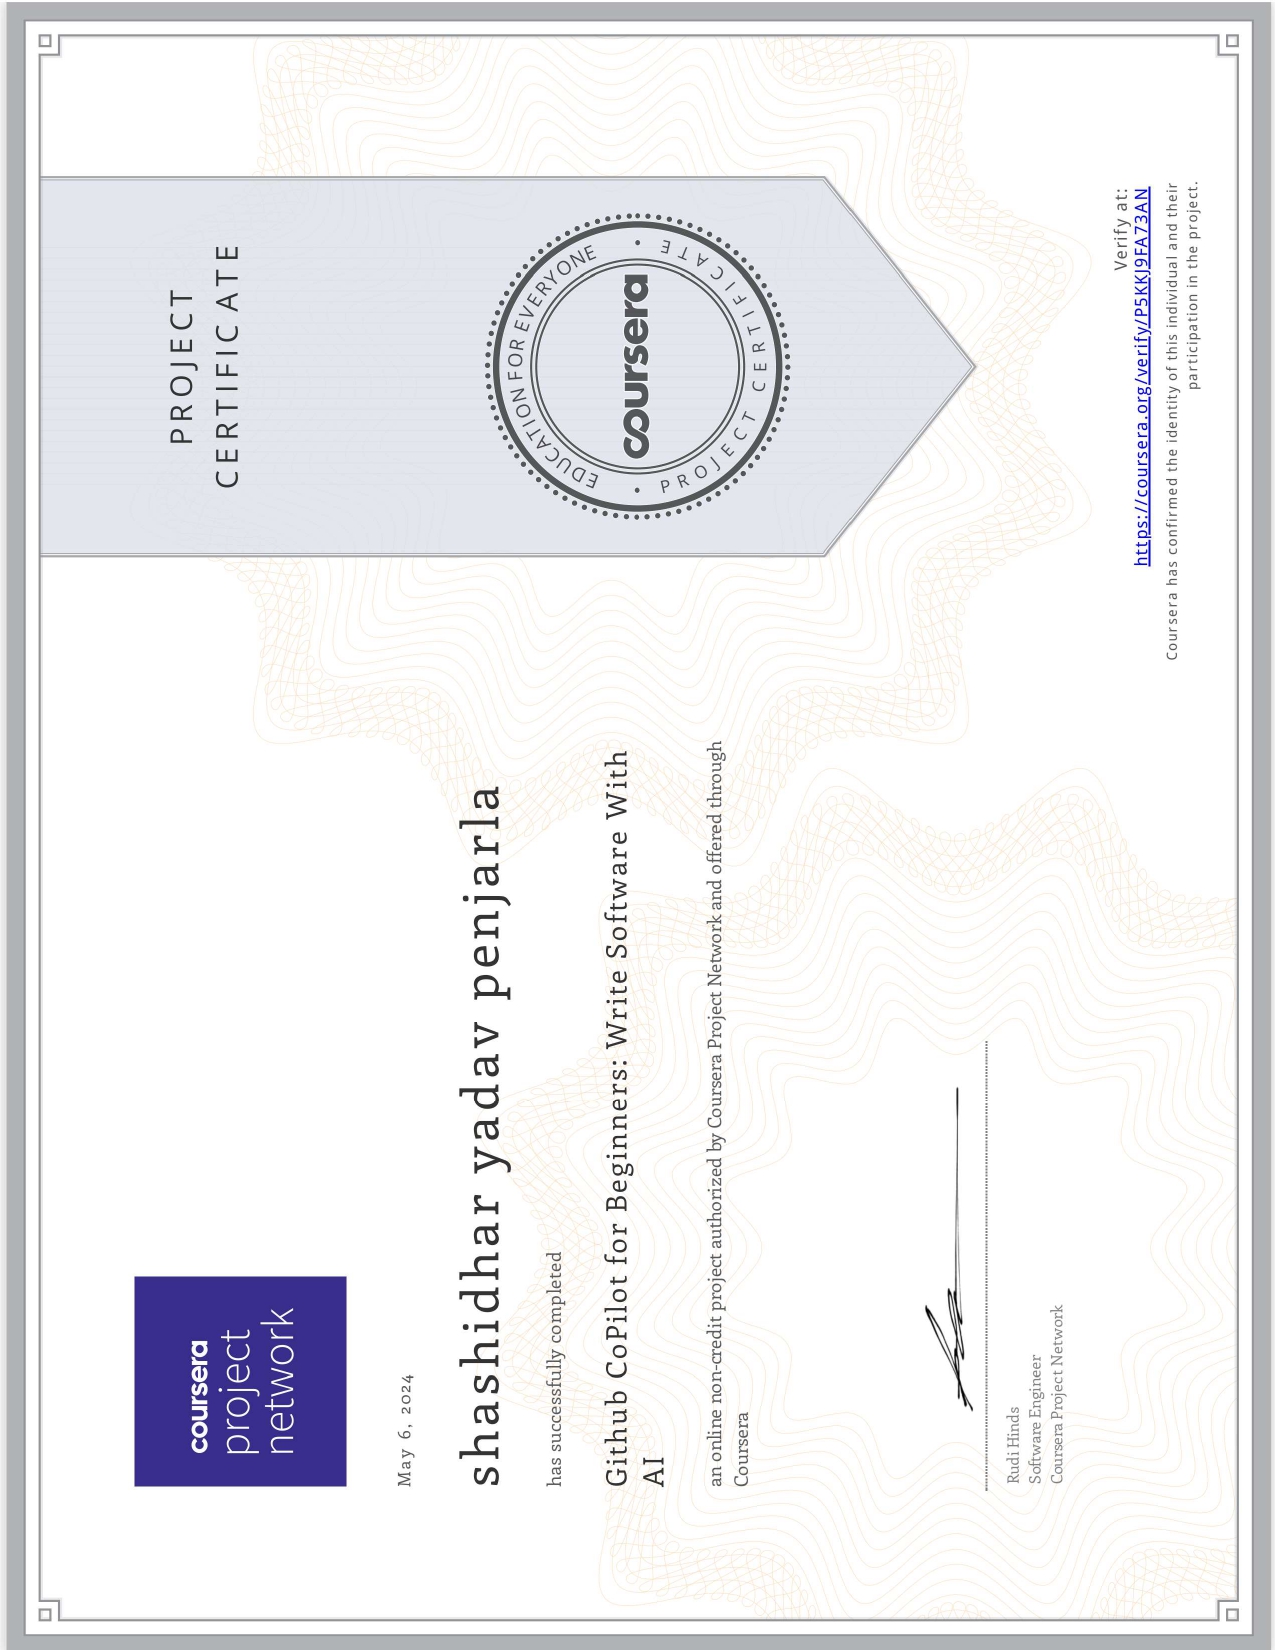 coursera
project
network
May 6, 2024
shashidhar yadav penjarla
has successfully completed
Github CoPilot for Beginners: Write Software With
AI
an online non-credit project authorized by Coursera Project Network and offered through
Coursera
Rudi Hinds
Software Engineer
Coursera Project Network
PROJECT
CERTIFICATE
EDUCATION FOR EVERYONE
coursera
PROJECT CERTIFICATE
Verify at:
https://coursera.org/verify/P5KKJ9FA73AN
Coursera has confirmed the identity of this individual and their
participation in the project.